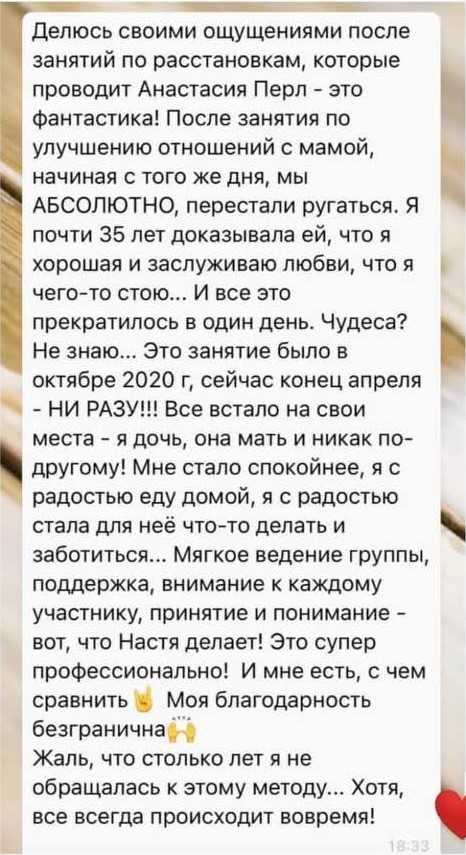 Делюсь своими ощущениями после
занятий по расстановкам, которые
проводит Анастасия Перл - это
фантастика! После занятия по
улучшению отношений с мамой,
начиная с того же дня, мы
АБСОЛЮТНО, перестали ругаться. Я
почти 35 лет доказывала ей, что я
хорошая и заслуживаю любви, что я
чего-то стою... И все это
прекратилось в один день. Чудеса?
Не знаю... Это занятие было в
октябре 2020 г, сейчас конец апреля
- НИ РАЗУ!!! Все встало на свои
места - я дочь, она мать и никак по-
другому! Мне стало спокойнее, я с
радостью еду домой, я с радостью
стала для неё что-то делать и
заботиться... Мягкое ведение группы,
поддержка, внимание к каждому
участнику, принятие и понимание -
вот, что Настя делает! Это супер
профессионально! И мне есть, с чем
сравнить🤘 Моя благодарность
безгранична🙌
Жаль, что столько лет я не
обращалась к этому методу... Хотя,
все всегда происходит вовремя!
18:33